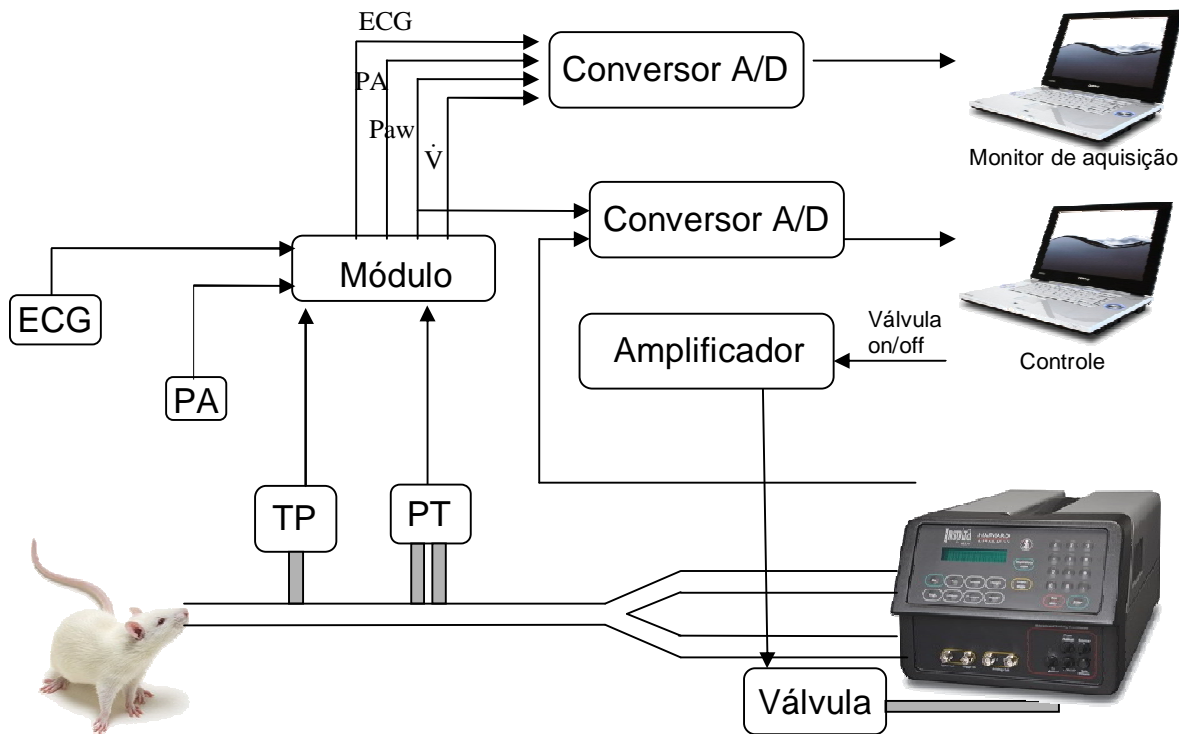 ECG
PA
Paw
V̇
Conversor A/D
Monitor de aquisição
Conversor A/D
Módulo
ECG
PA
Amplificador
Válvula
on/off
Controle
TP
PT
Válvula